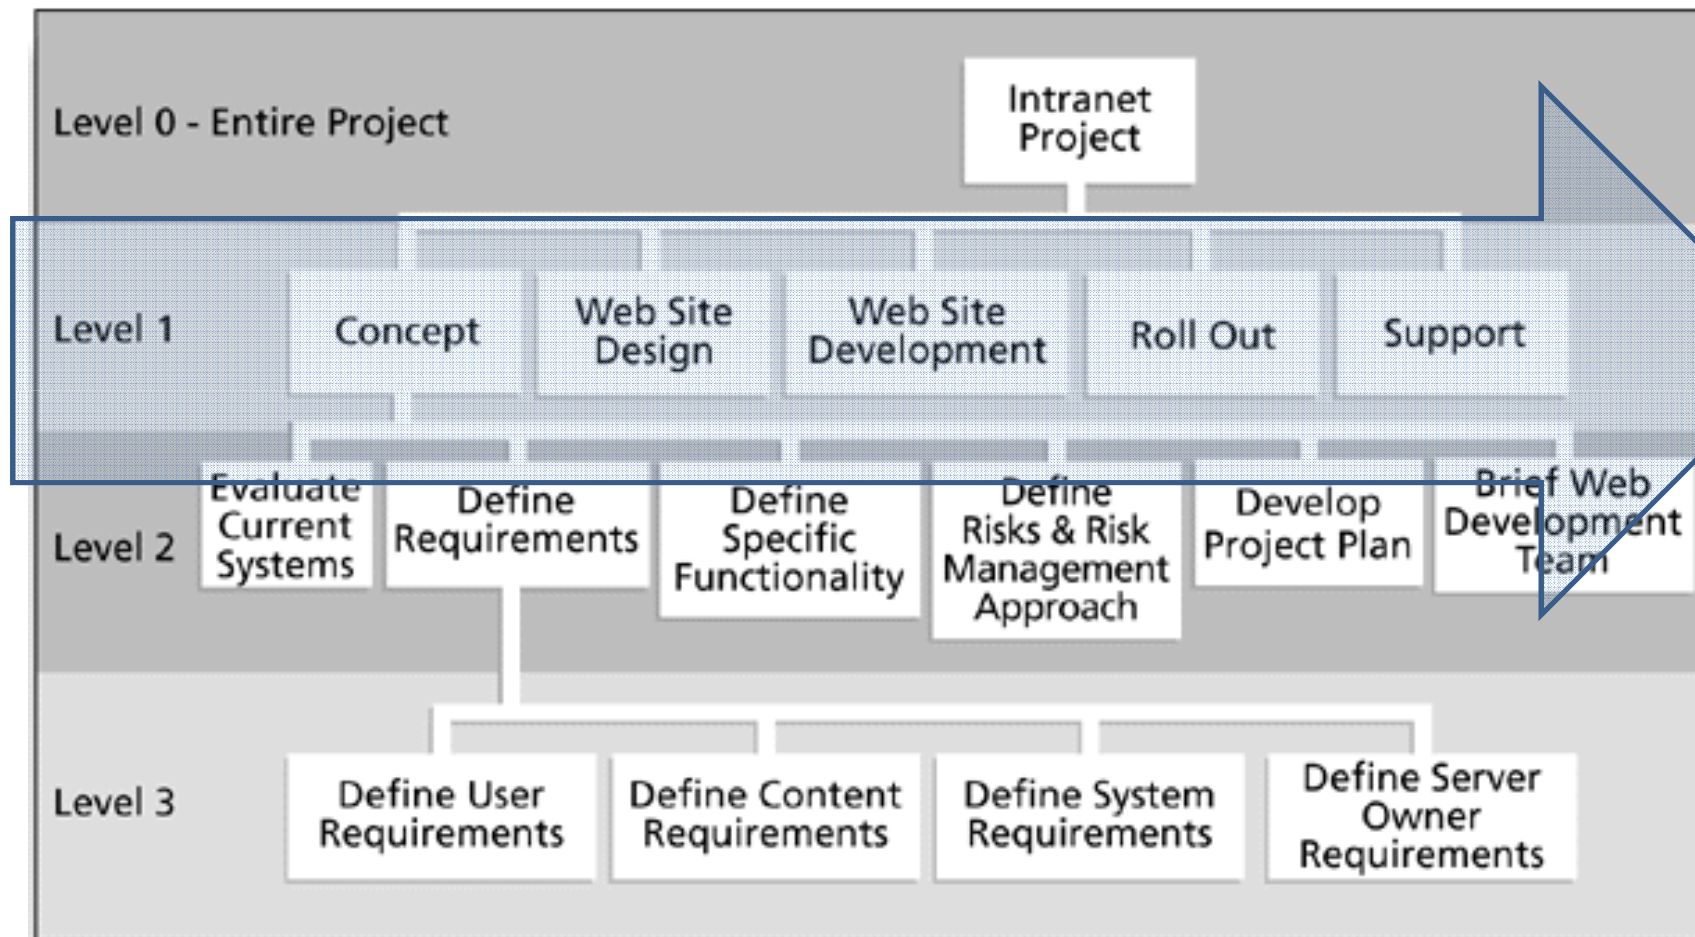 Level 0 - Entire Project
Intranet
Project
Level 1
Concept
Web Site
Design
Web Site
Development
Roll Out
Support
Level 2
Evaluate
Current
Systems
Define
Requirements
Define
Specific
Functionality
Define
Risks & Risk
Management
Approach
Develop
Project Plan
Brief Web
Development
Team
Level 3
Define User
Requirements
Define Content
Requirements
Define System
Requirements
Define Server
Owner
Requirements